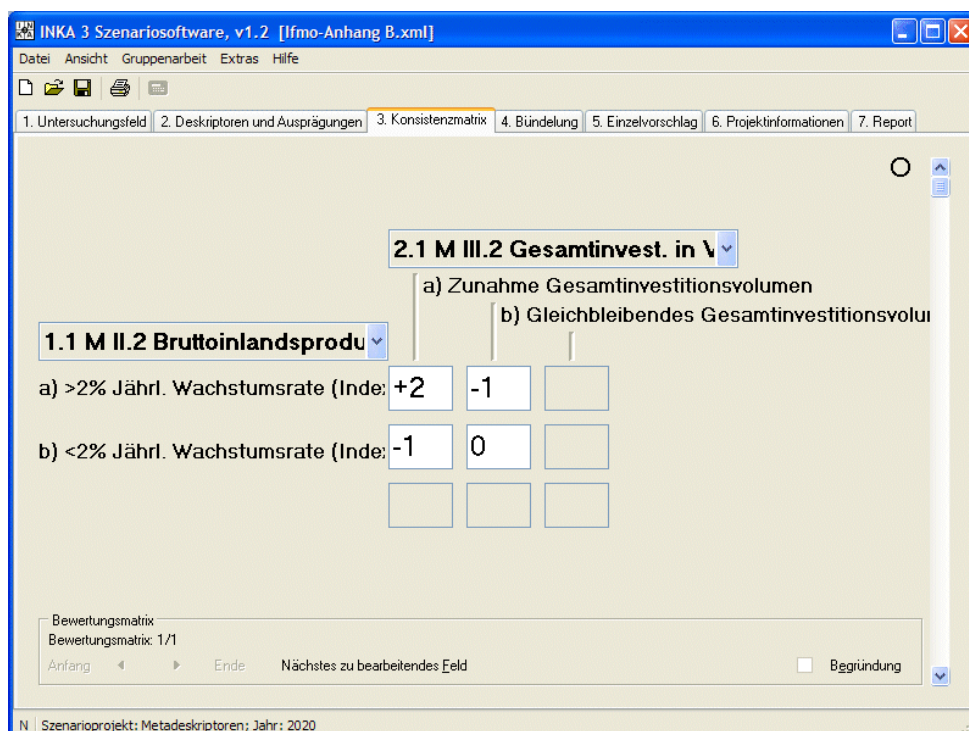 INKA 3 Szenariosoftware, v1.2 [Ifmo-Anhang B.xml]
Datei Ansicht Gruppenarbeit Extras Hilfe
1. Untersuchungsfeld 2. Deskriptoren und Ausprägungen 3. Konsistenzmatrix 4. Bündelung 5. Einzelvorschlag 6. Projektinformationen 7. Report
2.1 M III.2 Gesamtinvest. in V
a) Zunahme Gesamtinvestitionsvolumen
b) Gleichbleibendes Gesamtinvestitionsvolu
1.1 M II.2 Bruttoinlandsprodu
a) >2% Jährl. Wachstumsrate (Inde +2 -1
b) <2% Jährl. Wachstumsrate (Inde -1 0
Bewertungsmatrix
Bewertungsmatrix: 1/1
Anfang Ende Nächstes zu bearbeitendes Feld Begründung
N Szenarioprojekt: Metadeskriptoren; Jahr: 2020